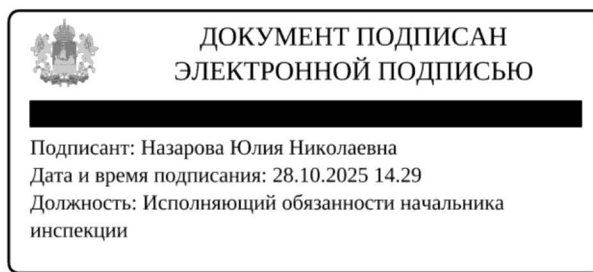 ДОКУМЕНТ ПОДПИСАН
ЭЛЕКТРОННОЙ ПОДПИСЬЮ
Подписант: Назарова Юлия Николаевна
Дата и время подписания: 28.10.2025 14.29
Должность: Исполняющий обязанности начальника
инспекции